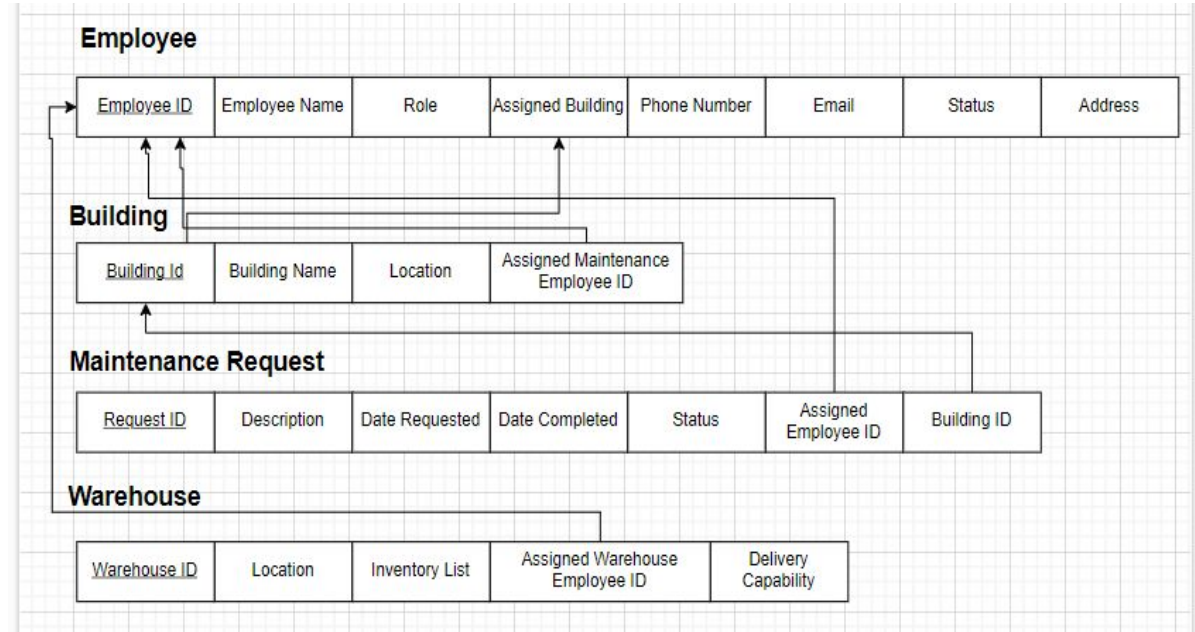 Employee
Employee ID Employee Name Role Assigned Building Phone Number Email Status Address
Building
Building Id Building Name Location Assigned Maintenance Employee ID
Maintenance Request
Request ID Description Date Requested Date Completed Status Assigned Employee ID Building ID
Warehouse
Warehouse ID Location Inventory List Assigned Warehouse Employee ID Delivery Capability